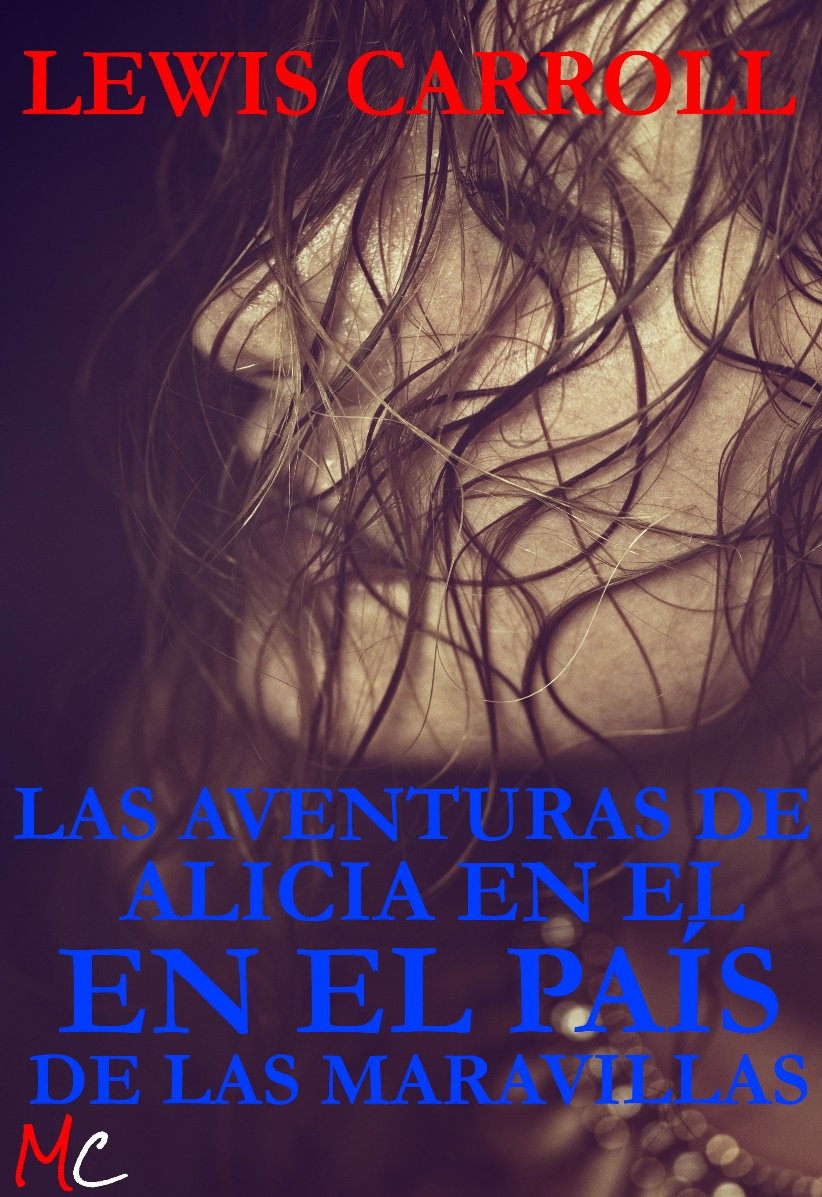 LEWIS CARROLL
LAS AVENTURAS DE
ALICIA EN EL
EN EL PAÍS
DE LAS MARAVILLAS
MC